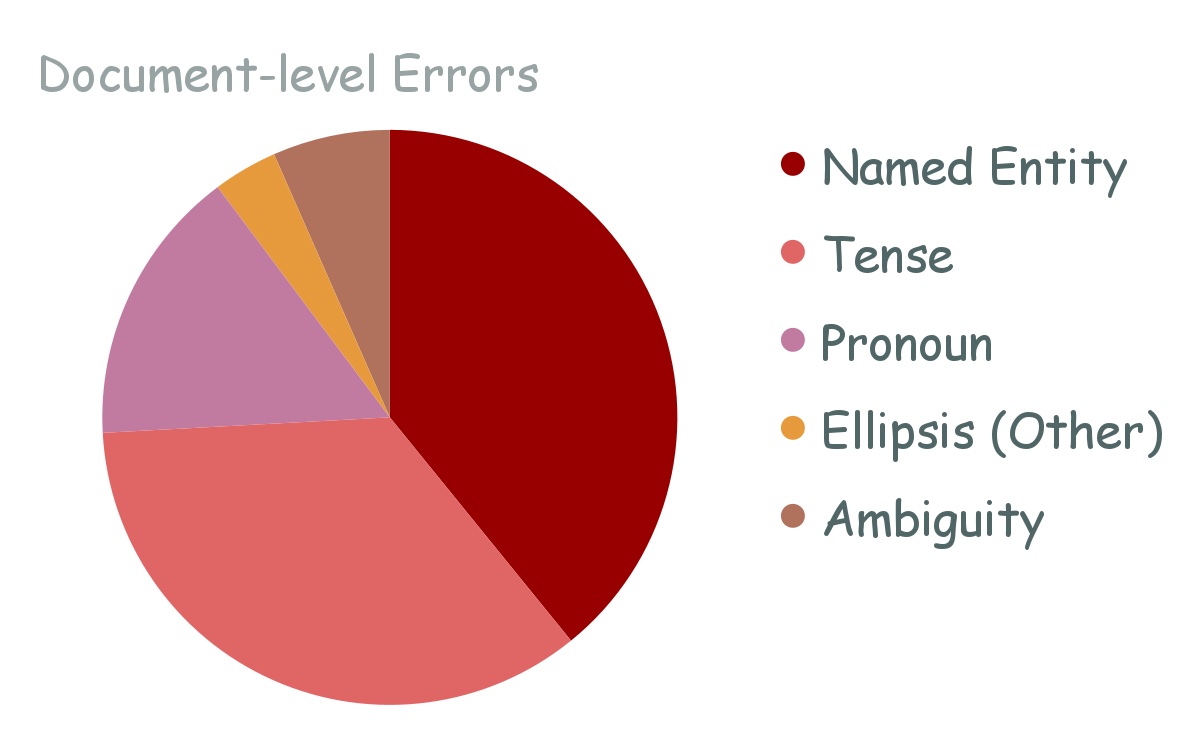 Document-level Errors
Named Entity
Tense
Pronoun
Ellipsis (Other)
Ambiguity